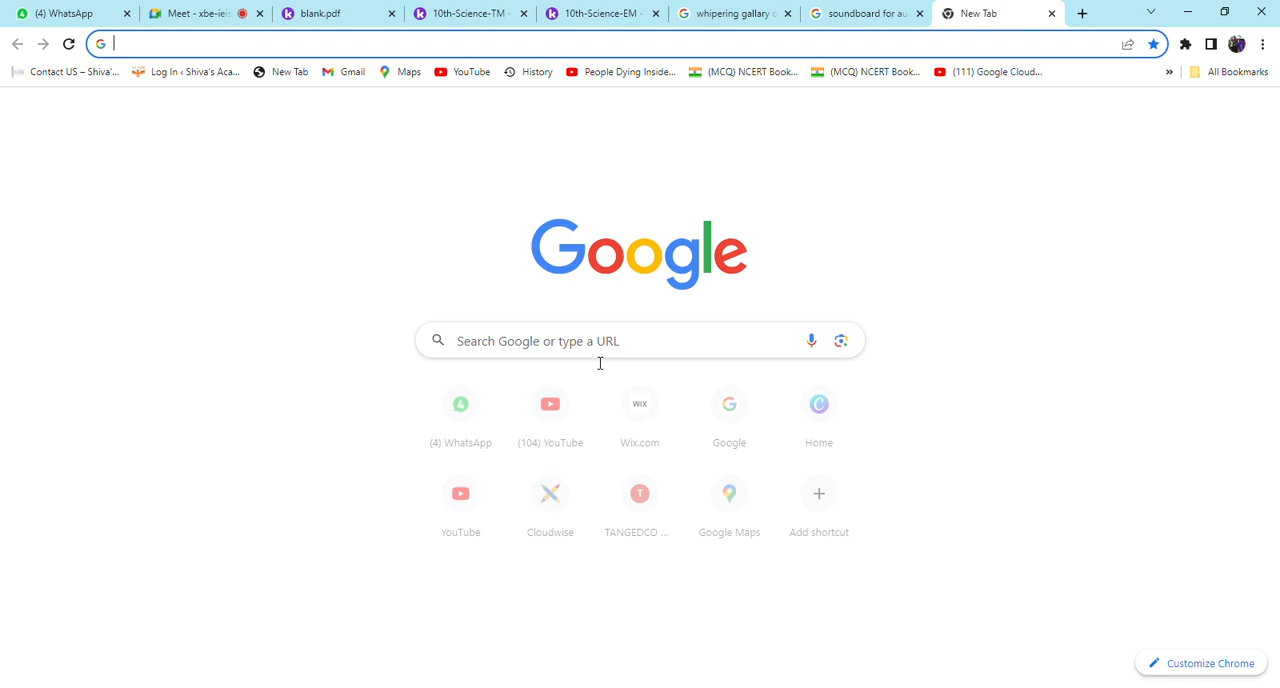 (4) WhatsApp Meet - xbe-ieis blank.pdf 10th-Science-TM - 10th-Science-EM - whipering gallary o soundboard for au New Tab
Contact US – Shiva'... Log In ‹ Shiva's Aca... New Tab Gmail Maps YouTube History People Dying Inside... (MCQ) NCERT Book... (MCQ) NCERT Book... (111) Google Cloud... » All Bookmarks
Google
Search Google or type a URL
WIX
(4) WhatsApp (104) YouTube Wix.com Google Home
T
YouTube Cloudwise TANGEDCO ... Google Maps Add shortcut
Customize Chrome